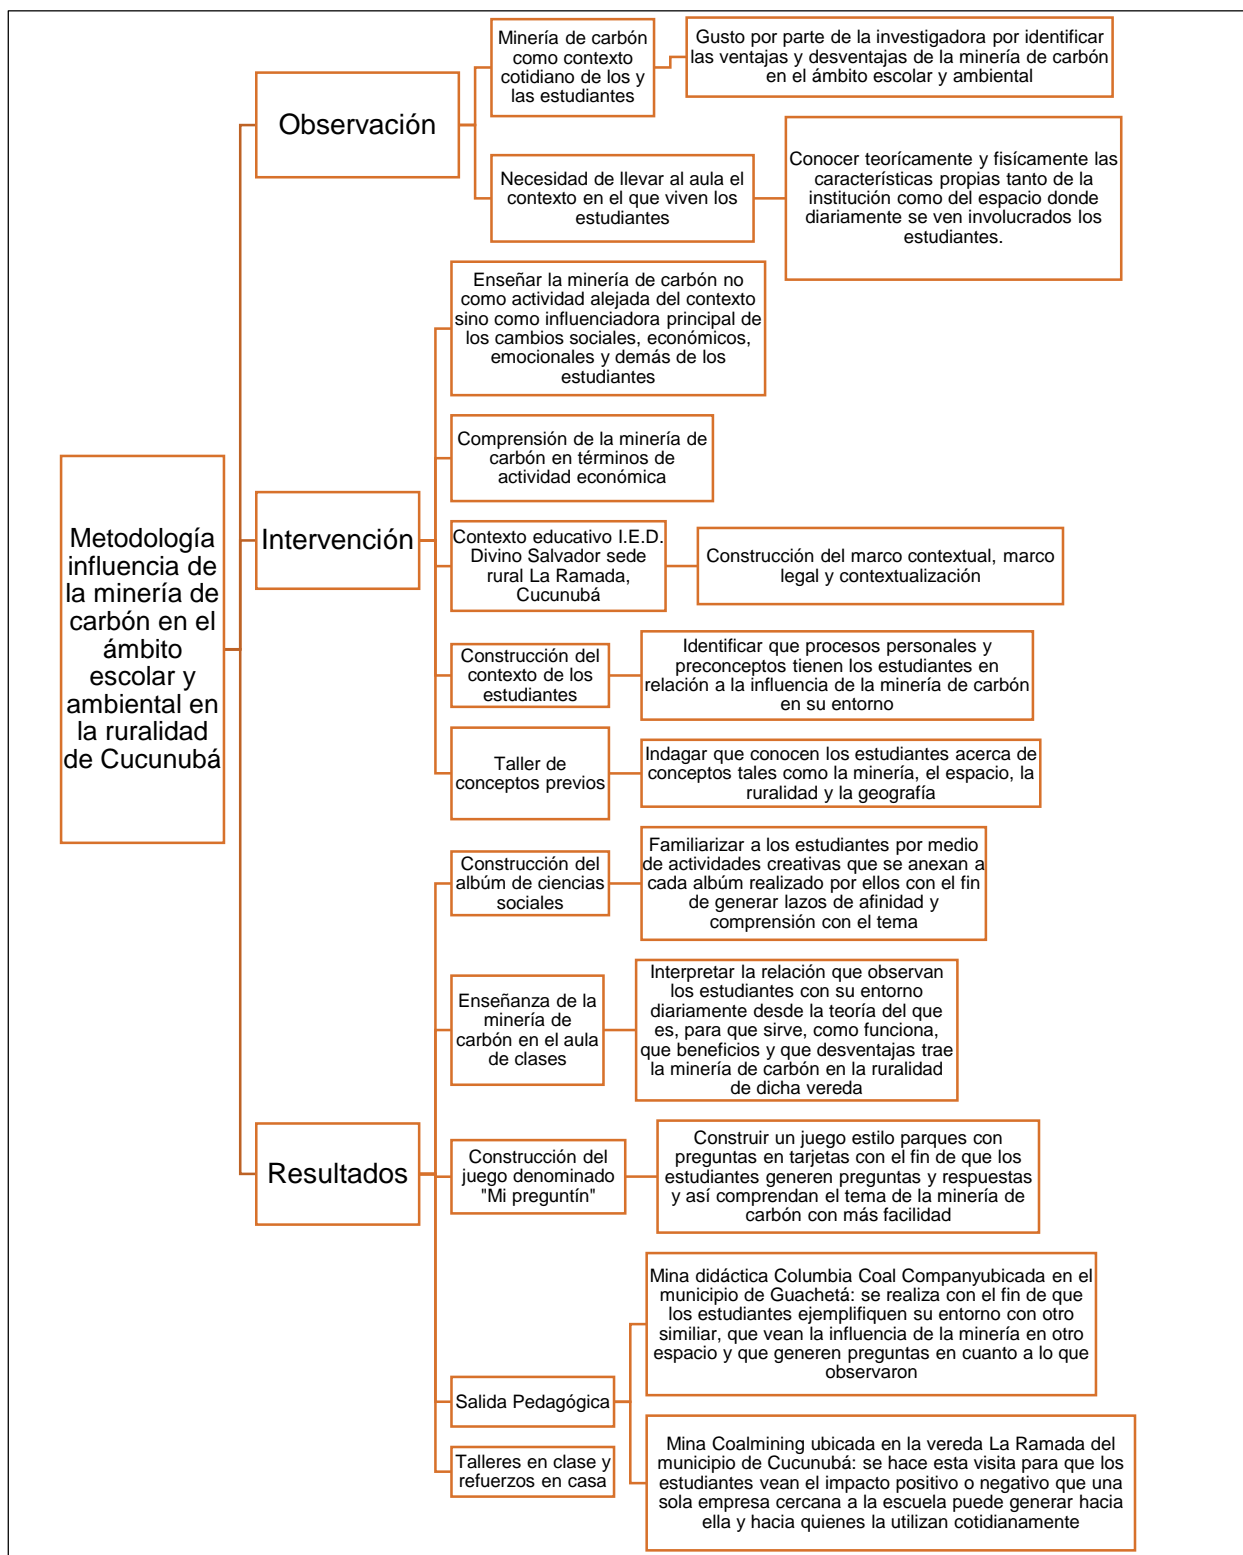 Metodología
influencia de
la minería de
carbón en el
ámbito
escolar y
ambiental en
la ruralidad
de Cucunubá
Observación
Minería de carbón
como contexto
cotidiano de los y
las estudiantes
Gusto por parte de la investigadora por identificar
las ventajas y desventajas de la minería de carbón
en el ámbito escolar y ambiental
Necesidad de llevar al aula el
contexto en el que viven los
estudiantes
Conocer teorícamente y fisícamente las
características propias tanto de la
institución como del espacio donde
diariamente se ven involucrados los
estudiantes.
Intervención
Enseñar la minería de carbón no
como actividad alejada del contexto
sino como influenciadora principal de
los cambios sociales, económicos,
emocionales y demás de los
estudiantes
Comprensión de la minería de
carbón en términos de
actividad económica
Contexto educativo I.E.D.
Divino Salvador sede
rural La Ramada,
Cucunubá
Construcción del marco contextual, marco
legal y contextualización
Construcción del
contexto de los
estudiantes
Identificar que procesos personales y
preconceptos tienen los estudiantes en
relación a la influencia de la minería de carbón
en su entorno
Taller de
conceptos previos
Indagar que conocen los estudiantes acerca de
conceptos tales como la minería, el espacio, la
ruralidad y la geografía
Resultados
Construcción del
albúm de ciencias
sociales
Familiarizar a los estudiantes por medio
de actividades creativas que se anexan a
cada albúm realizado por ellos con el fin
de generar lazos de afinidad y
comprensión con el tema
Enseñanza de la
minería de
carbón en el aula
de clases
Interpretar la relación que observan
los estudiantes con su entorno
diariamente desde la teoría del que
es, para que sirve, como funciona,
que beneficios y que desventajas trae
la minería de carbón en la ruralidad
de dicha vereda
Construcción del
juego denominado
"Mi preguntín"
Construir un juego estilo parques con
preguntas en tarjetas con el fin de que los
estudiantes generen preguntas y respuestas
y así comprendan el tema de la minería de
carbón con más facilidad
Salida Pedagógica
Mina didáctica Columbia Coal Companyubicada en el
municipio de Guachetá: se realiza con el fin de que
los estudiantes ejemplifiquen su entorno con otro
similiar, que vean la influencia de la minería en otro
espacio y que generen preguntas en cuanto a lo que
observaron
Mina Coalmining ubicada en la vereda La Ramada del
municipio de Cucunubá: se hace esta visita para que los
estudiantes vean el impacto positivo o negativo que una
sola empresa cercana a la escuela puede generar hacia
ella y hacia quienes la utilizan cotidianamente
Talleres en clase y
refuerzos en casa